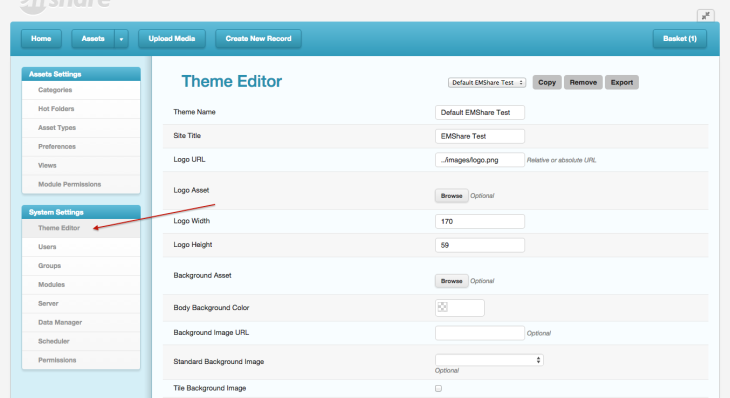 emshare
Home Assets Upload Media Create New Record Basket (1)
Assets Settings
Categories
Hot Folders
Asset Types
Preferences
Views
Module Permissions
System Settings
Theme Editor
Users
Groups
Modules
Server
Data Manager
Scheduler
Permissions
Theme Editor Default EMShare Test Copy Remove Export
Theme Name Default EMShare Test
Site Title EMShare Test
Logo URL ../images/logo.png Relative or absolute URL
Logo Asset Browse Optional
Logo Width 170
Logo Height 59
Background Asset Browse Optional
Body Background Color
Background Image URL Optional
Standard Background Image
Optional
Tile Background Image